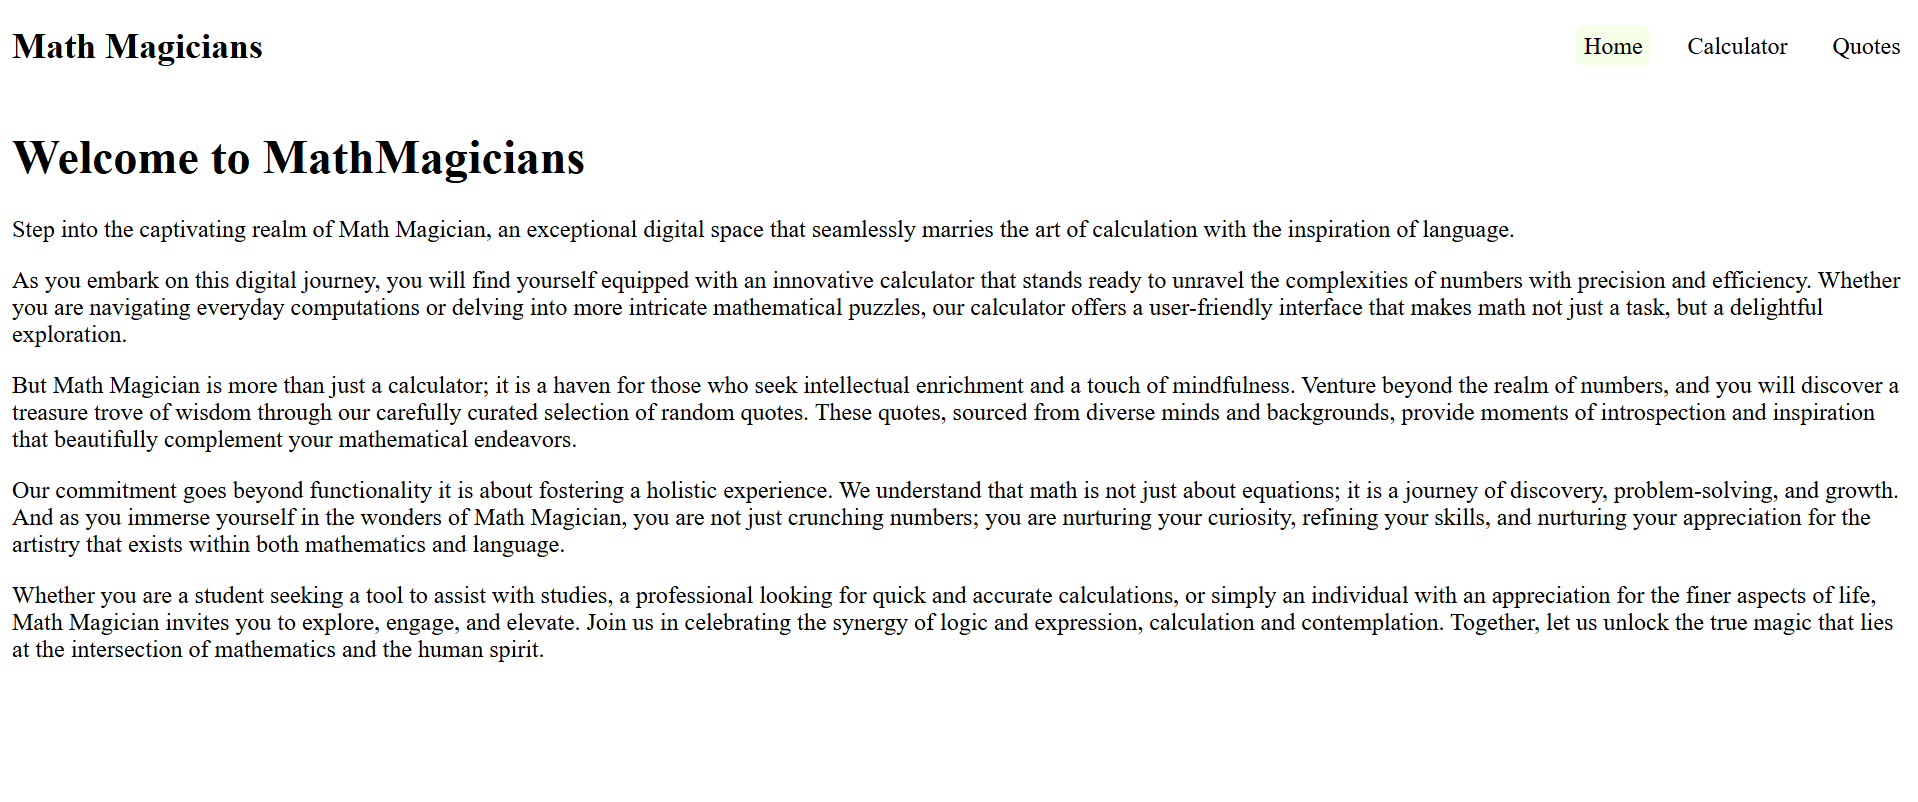 Math Magicians
Home Calculator Quotes
Welcome to MathMagicians
Step into the captivating realm of Math Magician, an exceptional digital space that seamlessly marries the art of calculation with the inspiration of language.
As you embark on this digital journey, you will find yourself equipped with an innovative calculator that stands ready to unravel the complexities of numbers with precision and efficiency. Whether
you are navigating everyday computations or delving into more intricate mathematical puzzles, our calculator offers a user-friendly interface that makes math not just a task, but a delightful
exploration.
But Math Magician is more than just a calculator; it is a haven for those who seek intellectual enrichment and a touch of mindfulness. Venture beyond the realm of numbers, and you will discover a
treasure trove of wisdom through our carefully curated selection of random quotes. These quotes, sourced from diverse minds and backgrounds, provide moments of introspection and inspiration
that beautifully complement your mathematical endeavors.
Our commitment goes beyond functionality it is about fostering a holistic experience. We understand that math is not just about equations; it is a journey of discovery, problem-solving, and growth.
And as you immerse yourself in the wonders of Math Magician, you are not just crunching numbers; you are nurturing your curiosity, refining your skills, and nurturing your appreciation for the
artistry that exists within both mathematics and language.
Whether you are a student seeking a tool to assist with studies, a professional looking for quick and accurate calculations, or simply an individual with an appreciation for the finer aspects of life,
Math Magician invites you to explore, engage, and elevate. Join us in celebrating the synergy of logic and expression, calculation and contemplation. Together, let us unlock the true magic that lies
at the intersection of mathematics and the human spirit.